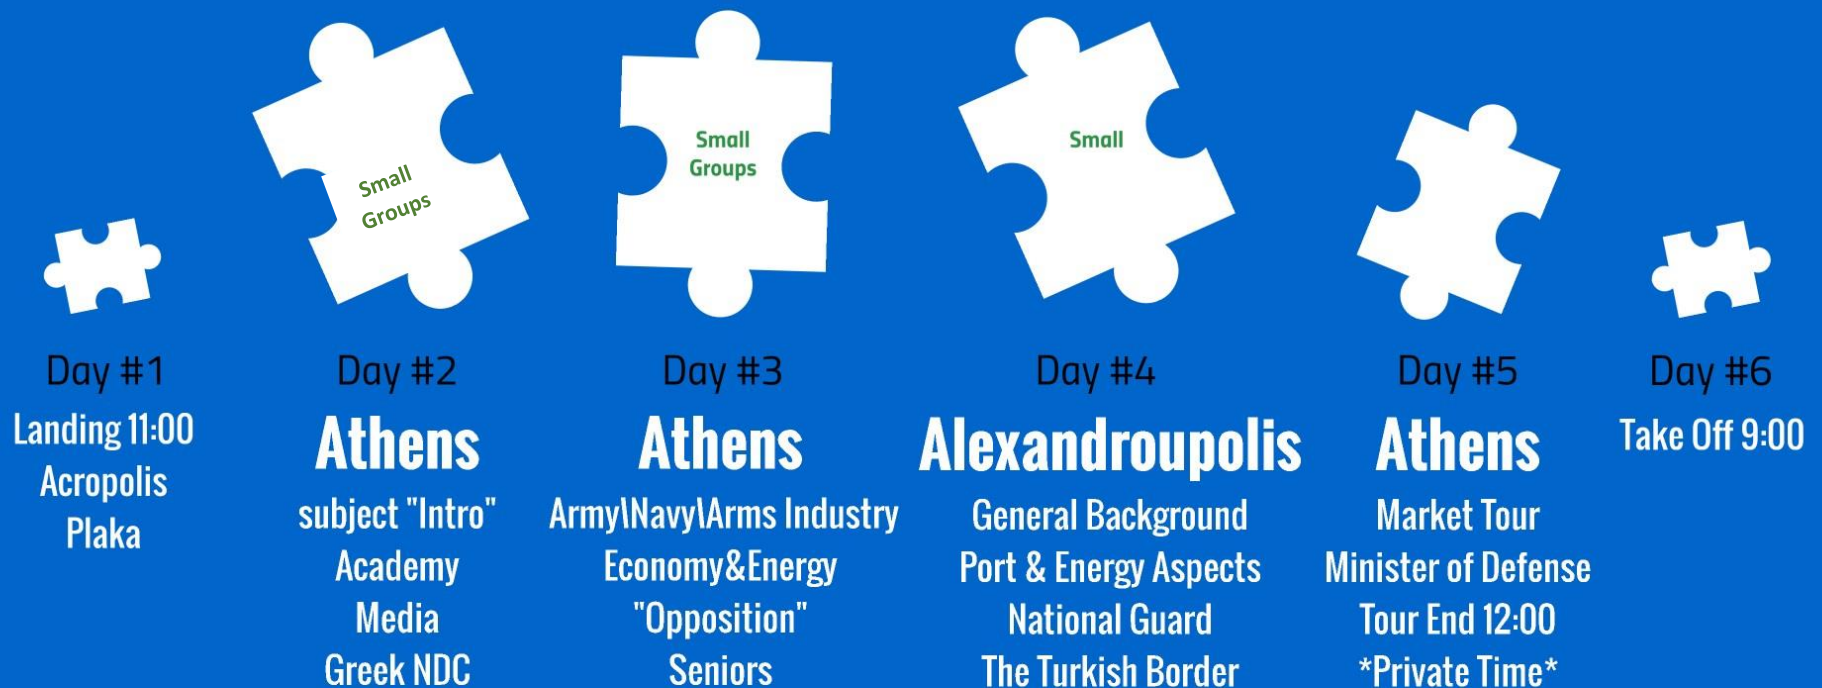 Small
Groups
Small
Groups
Small
Day #1
Landing 11:00
Acropolis
Plaka
Day #2
Athens
subject "Intro"
Academy
Media
Greek NDC
Day #3
Athens
Army\Navy\Arms Industry
Economy&Energy
"Opposition"
Seniors
Day #4
Alexandroupolis
General Background
Port & Energy Aspects
National Guard
The Turkish Border
Day #5
Athens
Market Tour
Minister of Defense
Tour End 12:00
*Private Time*
Day #6
Take Off 9:00